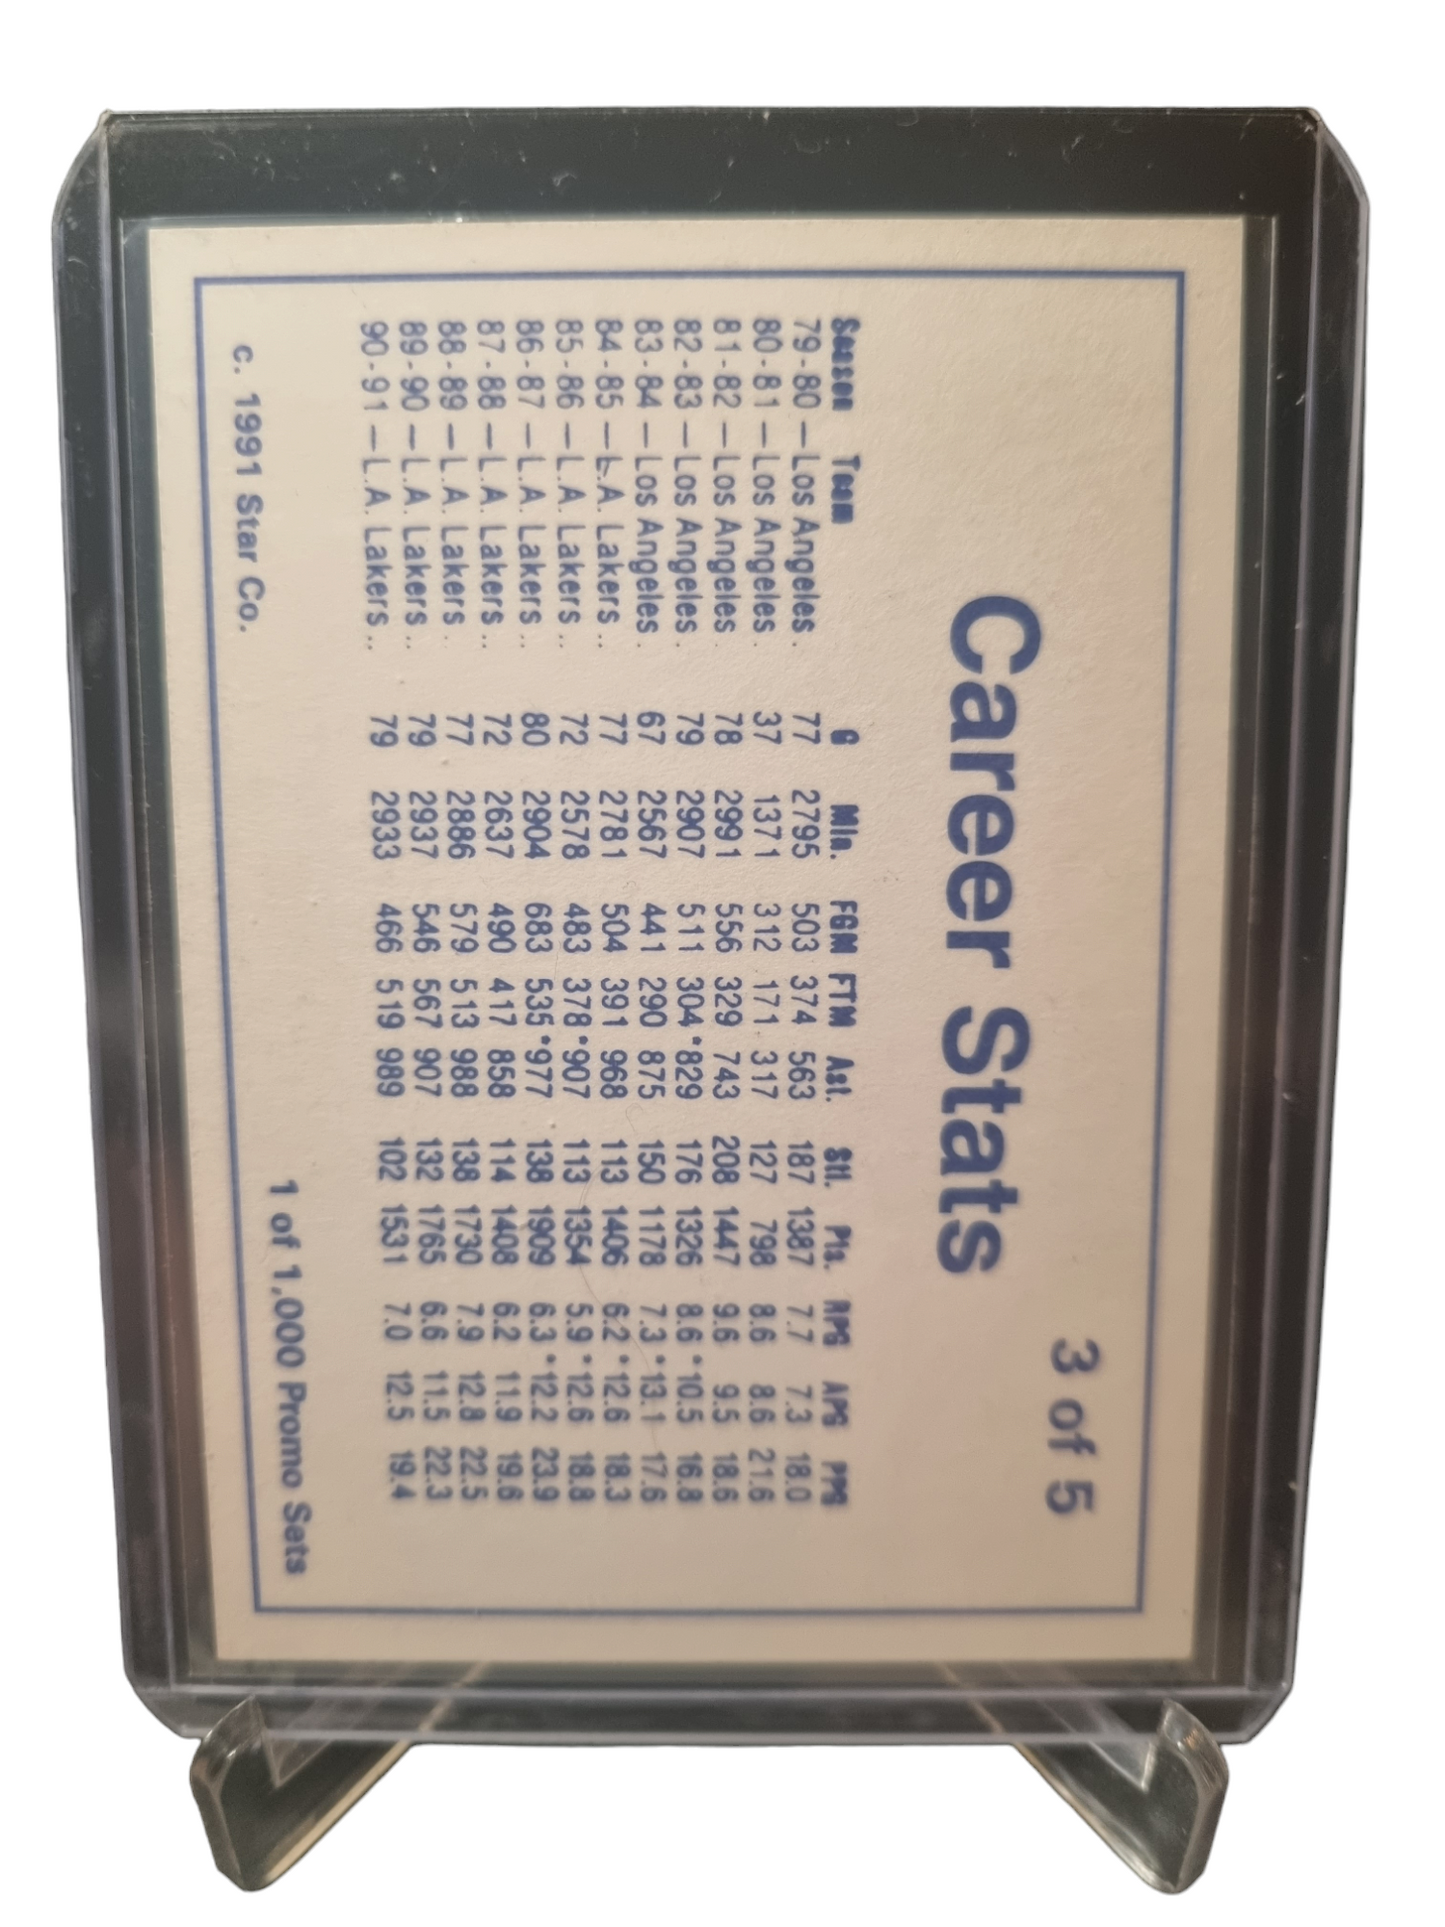 3 of 5
Career Stats
Season Team G Min. FGM FTM Ast. Stl. Pts. RPG APG PPG
79-80—Los Angeles. 77 2795 503 374 563 187 1387 7.7 7.3 18.0
80-81—Los Angeles. 37 1371 312 171 317 127 798 8.6 8.6 21.6
81-82—Los Angeles. 78 2991 556 329 743 208 1447 9.6 9.5 18.6
82-83—Los Angeles. 79 2907 511 304 *829 176 1326 8.6 *10.5 16.8
83-84—Los Angeles. 67 2567 441 290 875 150 1178 7.3 *13.1 17.6
84-85—L.A. Lakers.. 77 2781 504 391 968 113 1406 6.2 *12.6 18.3
85-86—L.A. Lakers.. 72 2578 483 378 *907 113 1354 5.9 *12.6 18.8
86-87—L.A. Lakers.. 80 2904 683 535 *977 138 1909 6.3 *12.2 23.9
87-88—L.A. Lakers.. 72 2637 490 417 858 114 1408 6.2 11.9 19.6
88-89—L.A. Lakers.. 77 2886 579 513 988 138 1730 7.9 12.8 22.5
89-90—L.A. Lakers.. 79 2937 546 567 907 132 1765 6.6 11.5 22.3
90-91—L.A. Lakers.. 79 2933 466 519 989 102 1531 7.0 12.5 19.4
1 of 1,000 Promo Sets
c. 1991 Star Co.